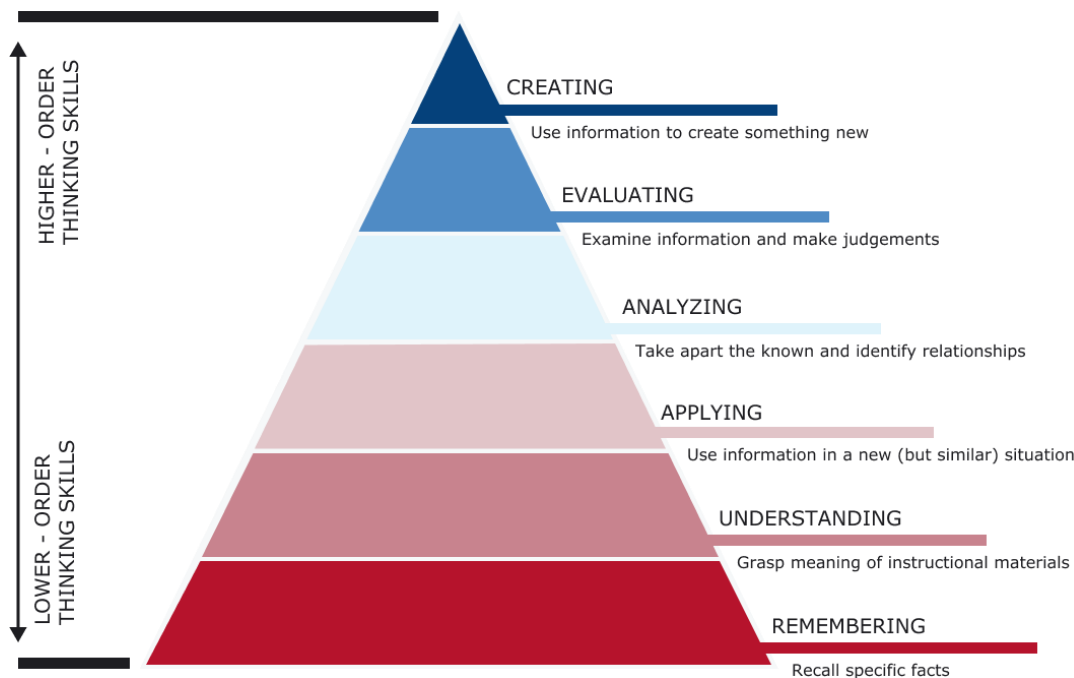 HIGHER - ORDER
THINKING SKILLS
CREATING
Use information to create something new
EVALUATING
Examine information and make judgements
ANALYZING
Take apart the known and identify relationships
APPLYING
Use information in a new (but similar) situation
LOWER - ORDER
THINKING SKILLS
UNDERSTANDING
Grasp meaning of instructional materials
REMEMBERING
Recall specific facts